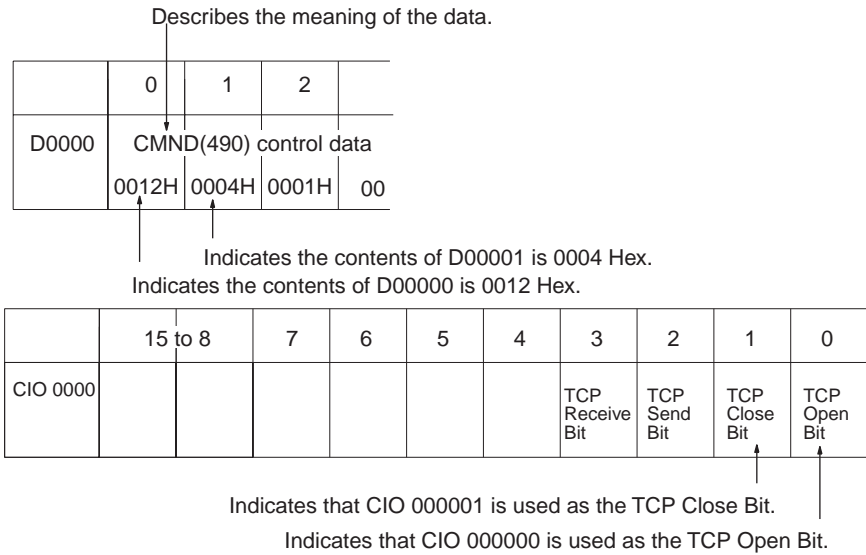 Describes the meaning of the data.
0 1 2
D0000 CMND(490) control data
0012H 0004H 0001H 00
Indicates the contents of D00001 is 0004 Hex.
Indicates the contents of D00000 is 0012 Hex.
15 to 8 7 6 5 4 3 2 1 0
CIO 0000 TCP Receive Bit TCP Send Bit TCP Close Bit TCP Open Bit
Indicates that CIO 000001 is used as the TCP Close Bit.
Indicates that CIO 000000 is used as the TCP Open Bit.